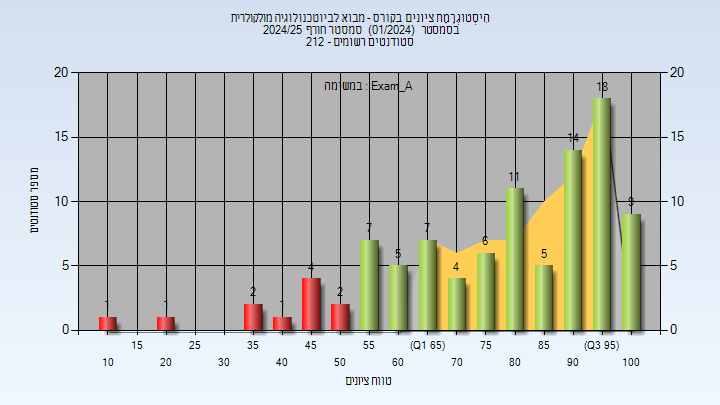 הִיסְטוֹגְרָמַת ציונים בקורס - מבוא לביוטכנולוגיה מולקולרית
בסמסטר (01/2024) סמסטר חורף 2024/25
סטודנטים רשומים - 212
במשימה : Exam_A
מספר סטודנטים
20 20
15 15
10 10
5 5
0 0
1 1 2 1 4 2 7 5 7 4 6 11 5 14 18 9
15 25 35 45 55 (Q1 65) 75 85 (Q3 95)
10 20 30 40 50 60 70 80 90 100
טווח ציונים